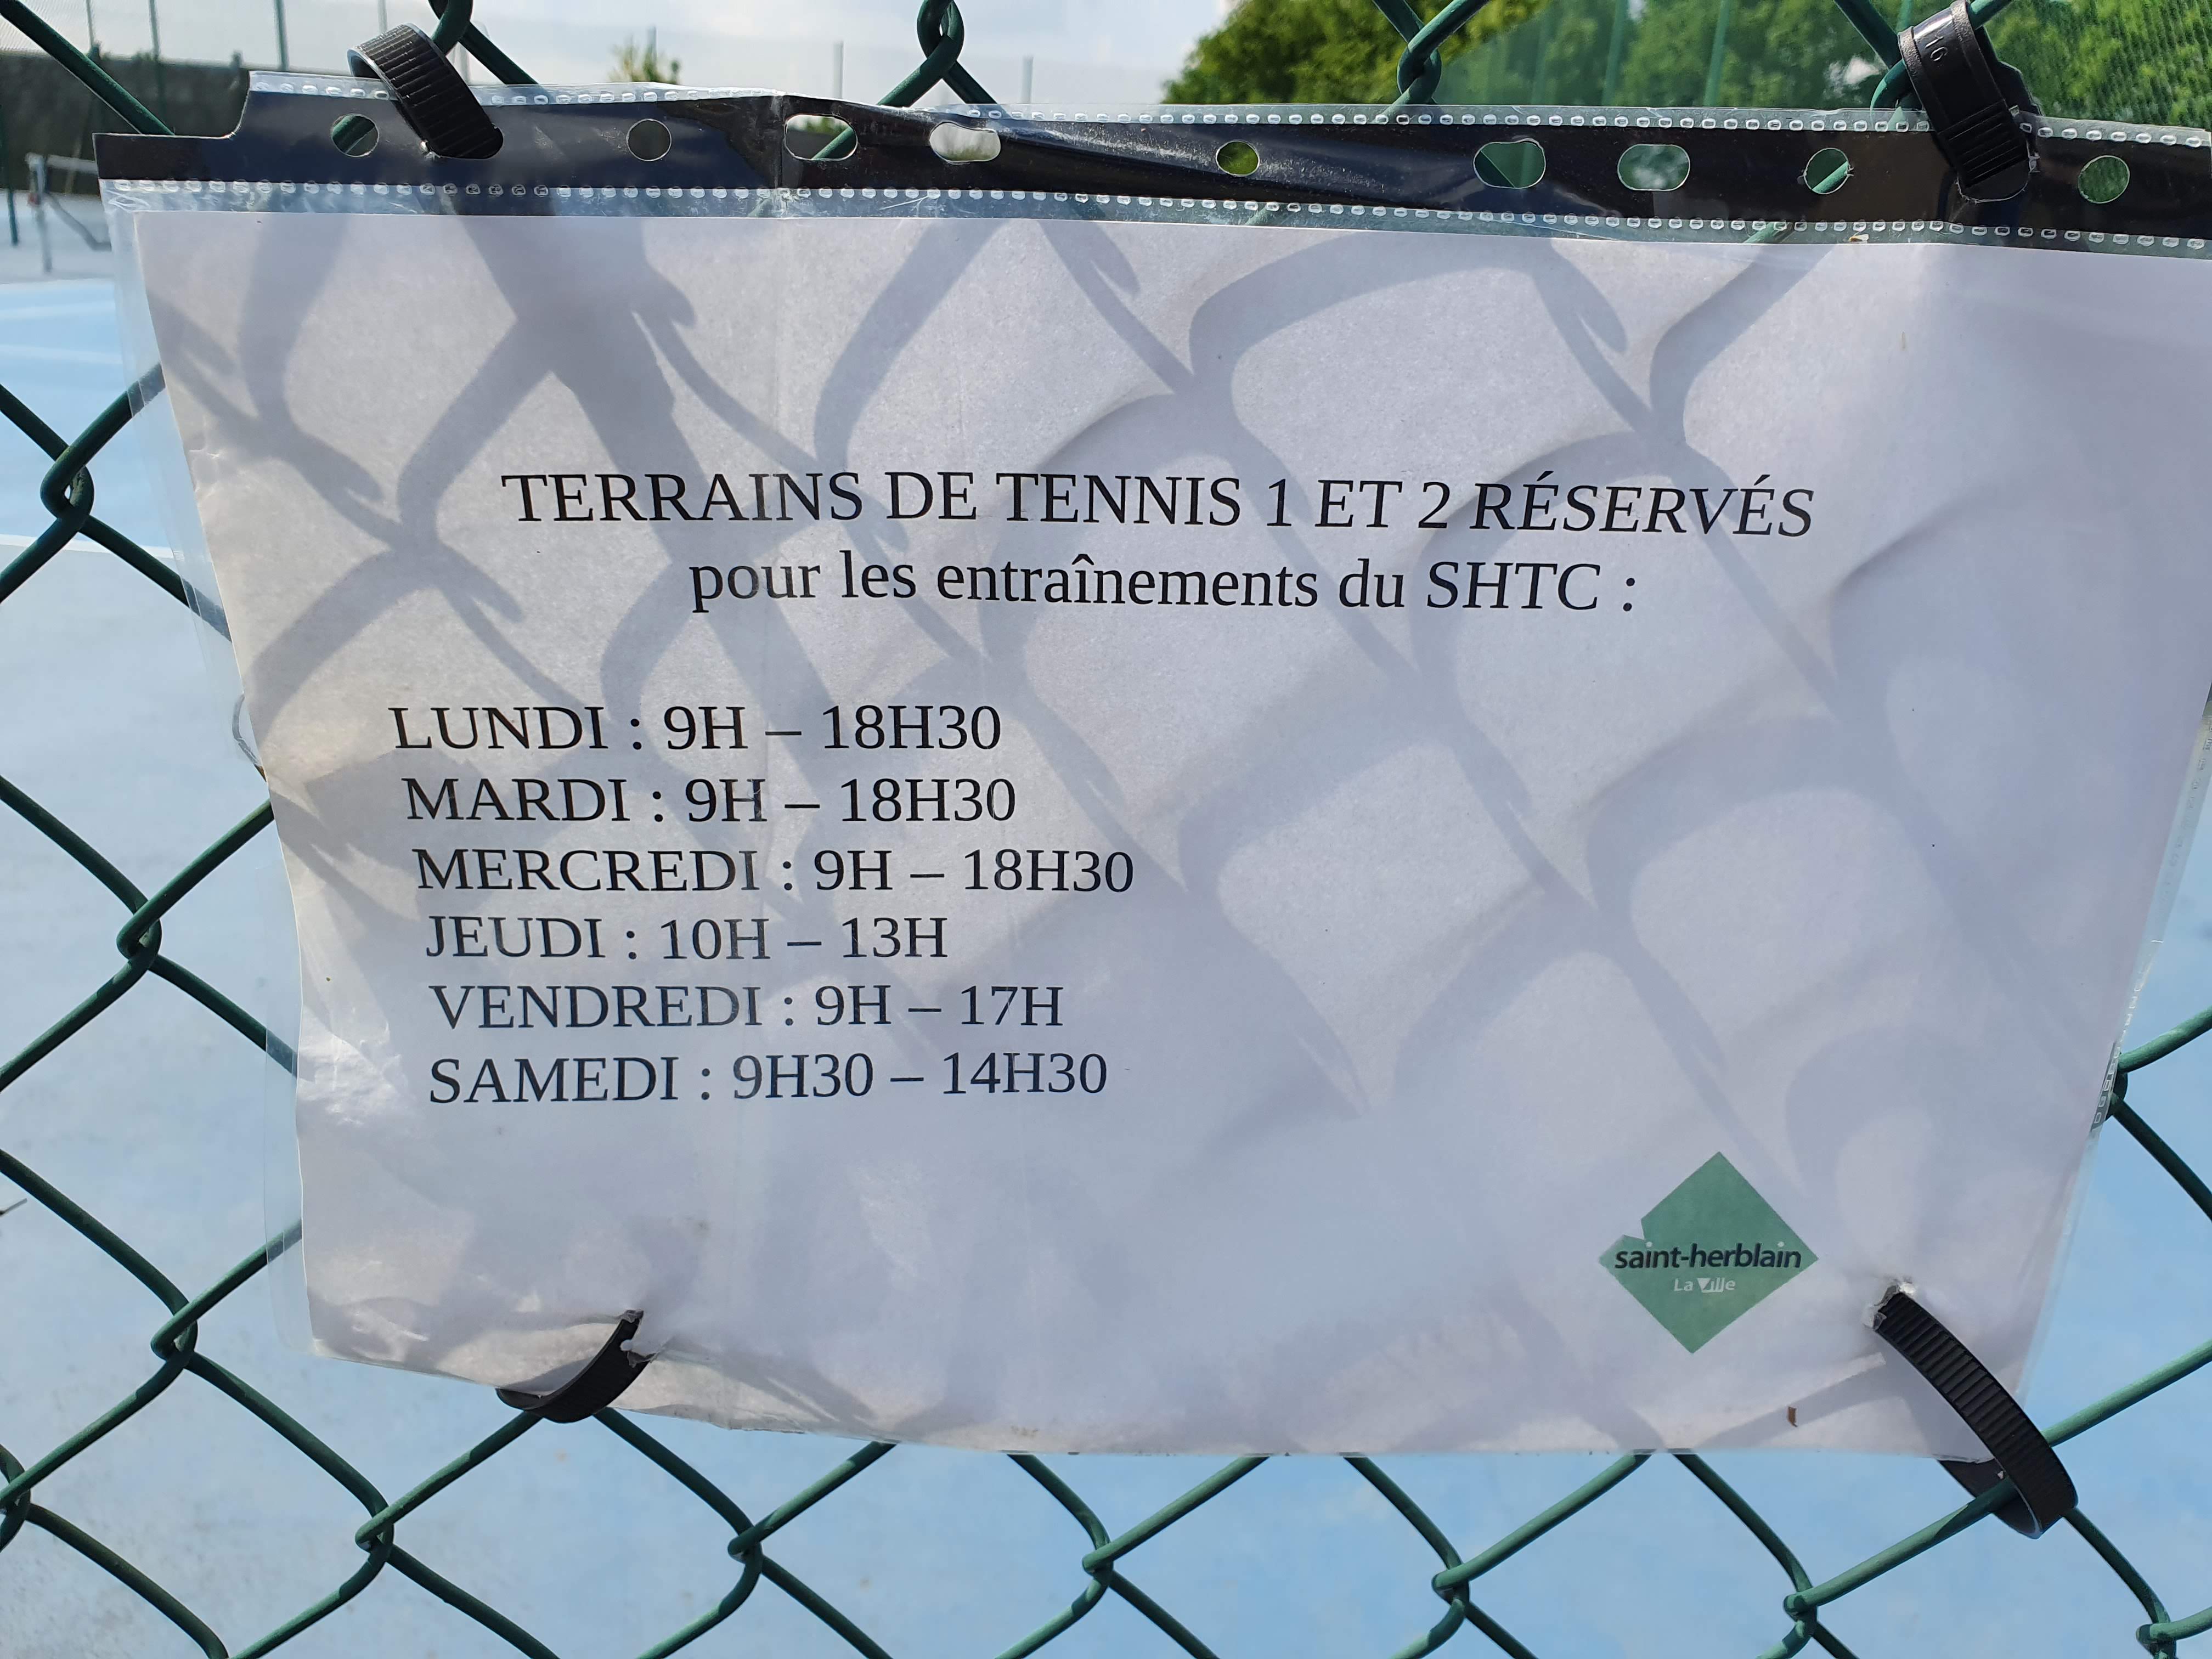 TERRAINS DE TENNIS 1 ET 2 RÉSERVÉS
pour les entraînements du SHTC :
LUNDI : 9H – 18H30
MARDI : 9H – 18H30
MERCREDI : 9H – 18H30
JEUDI : 10H – 13H
VENDREDI : 9H – 17H
SAMEDI : 9H30 – 14H30
saint-herblain
La Ville
16